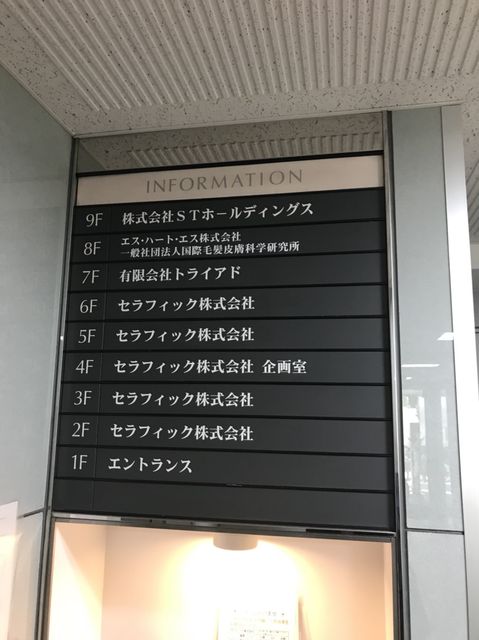 INFORMATION
9F 株式会社STホールディングス
8F エス・ハート・エス株式会社
一般社団法人国際毛髪皮膚科学研究所
7F 有限会社トライアド
6F セラフィック株式会社
5F セラフィック株式会社
4F セラフィック株式会社 企画室
3F セラフィック株式会社
2F セラフィック株式会社
1F エントランス